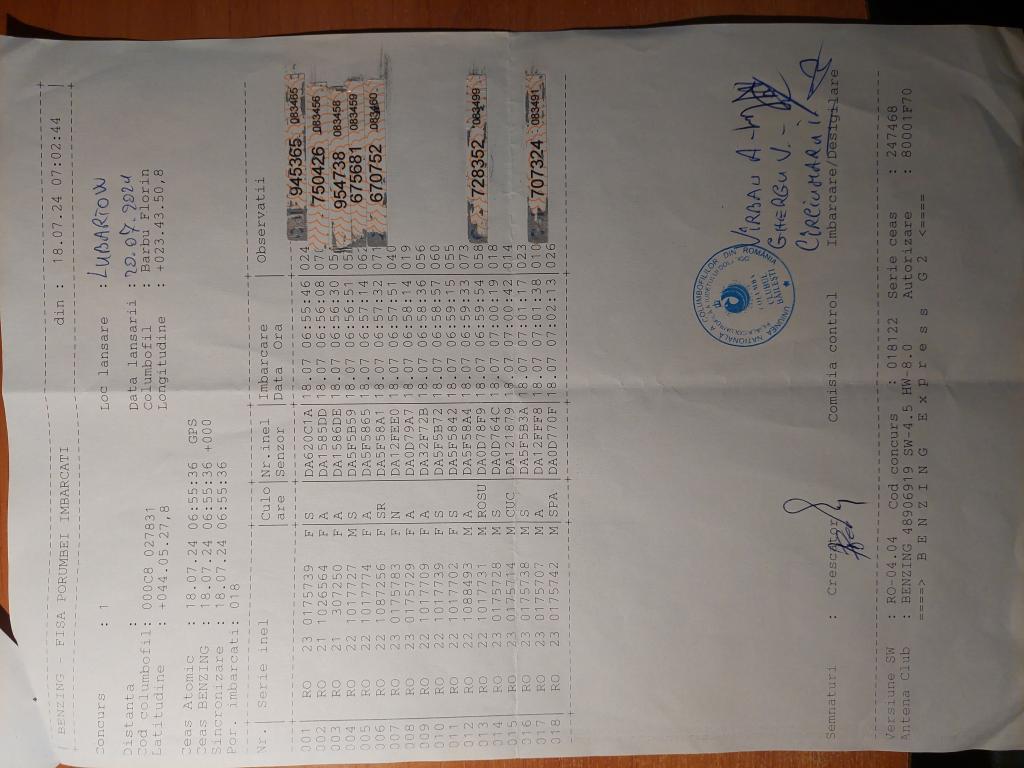 BENZING - FISA PORUMBEI IMBARCATI din : 18.07.24 07:02:44
Concurs : 1 Loc lansare : LUBARTOW
Distanta : Data lansarii : 20.07.2024
Cod columbofil: 000C8 027831 Columbofil : Barbu Florin
Latitudine : +044.05.27,8 Longitudine : +023.43.50,8
Ceas Atomic : 18.07.24 06:55:36 GPS
Ceas BENZING : 18.07.24 06:55:36 +000
Sincronizare : 18.07.24 06:55:36
Por. imbarcati: 018
Nr. | Serie inel |Culo|Nr.inel |Imbarcare Observatii
|are |senzor |Data Ora
001 RO 23 0175739 F S DA620C1A 18.07 06:55:46 024 945365 083465
002 RO 21 1026564 F A DA1585DD 18.07 06:56:08 750426 083456
003 RO 21 307220 F A DA1586DE 18.07 06:56:30 954738 083458
004 RO 22 1017727 M S DA5F5B59 18.07 06:56:51 675681 083459
005 RO 22 1017774 F A DA5F5865 18.07 06:57:14 670752 083460
006 RO 22 1087256 F SR DA5F58A1 18.07 06:57:32
007 RO 23 0175783 F N DA12FEE0 18.07 06:57:51
008 RO 23 0175729 F A DA0D79A7 18.07 06:58:14 019
009 RO 22 1017709 F A DA32F72B 18.07 06:58:36 056
010 RO 22 1017739 F S DA5F5B72 18.07 06:58:57 060
011 RO 22 1017702 F S DA5F5842 18.07 06:59:13 055
012 RO 22 1088493 M A DA5F58A4 18.07 06:59:33 073
013 RO 22 1017731 M ROSU DA0D78F9 18.07 06:59:54 058 728352 083499
014 RO 23 0175728 M S DA0D764C 18.07 07:00:19 018
015 RO 23 0175714 M CUC DA121879 18.07 07:00:42 014
016 RO 23 0175738 M S DA5F5B3A 18.07 07:01:17 023
017 RO 23 0175707 M A DA12FFF8 18.07 07:01:38 010 707324 083491
018 RO 23 0175742 M SPA DA0D770F 18.07 07:02:13 026
UNIUNEA NATIONALA A COLUMBOFILILOR DIN ROMANIA
CLUBUL
BAILESTI
VIRBAN A
GHERGU V.
CIRCIUMARU
Semnaturi : Crescator Comisia control Imbarcare/Desigilare
Versiune SW : RO-04.04 Cod concurs : 018122 Serie ceas : 247468
Antena Club : BENZING 48906919 SW-4.5 HW-8.0 Autorizare : 80001F70
====> B E N Z I N G E x p r e s s G 2 <====